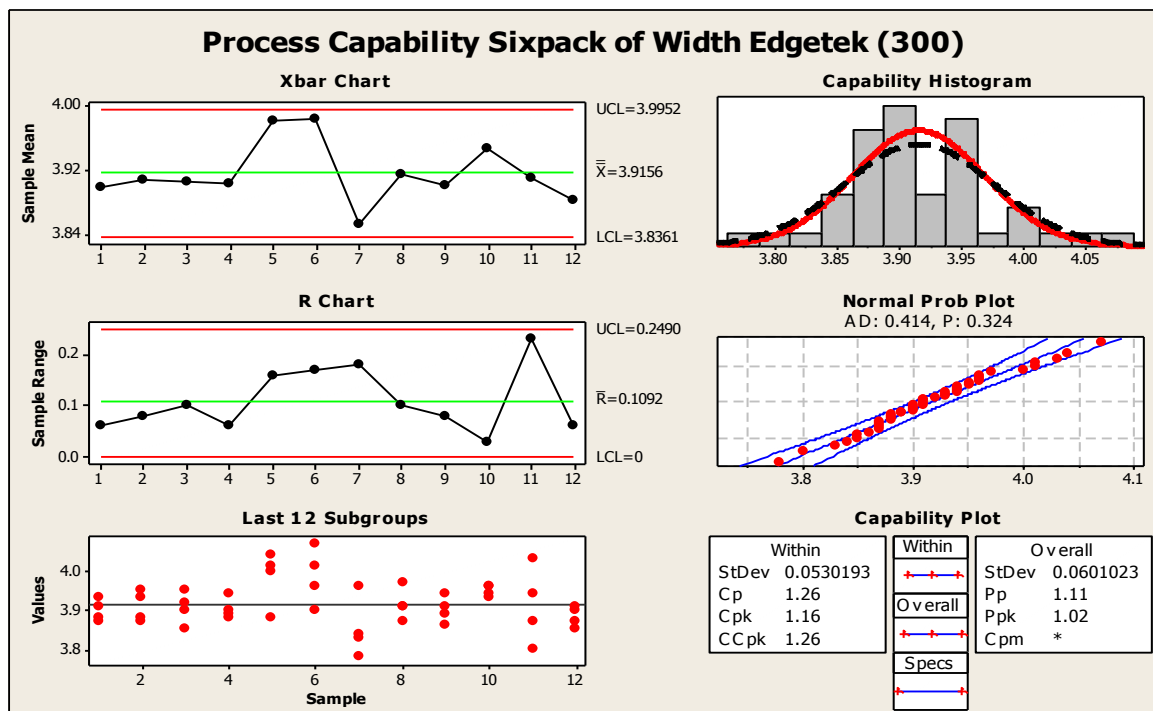 Process Capability Sixpack of Width Edgetek (300)
Xbar Chart
Sample Mean
4.00
3.92
3.84
1 2 3 4 5 6 7 8 9 10 11 12
UCL=3.9952
X=3.9156
LCL=3.8361
Capability Histogram
3.80 3.85 3.90 3.95 4.00 4.05
R Chart
Sample Range
0.2
0.1
0.0
1 2 3 4 5 6 7 8 9 10 11 12
UCL=0.2490
R=0.1092
LCL=0
Normal Prob Plot
AD: 0.414, P: 0.324
3.8 3.9 4.0 4.1
Last 12 Subgroups
Values
4.0
3.9
3.8
2 4 6 8 10 12
Sample
Capability Plot
Within
StDev 0.0530193
Cp 1.26
Cpk 1.16
CCpk 1.26
Within
Overall
Specs
Overall
StDev 0.0601023
Pp 1.11
Ppk 1.02
Cpm *